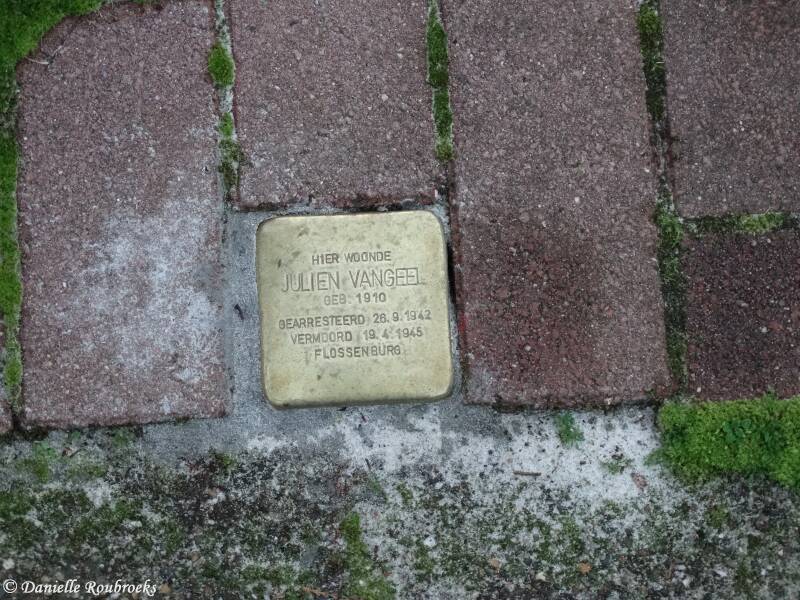 HIER WOONDE
JULIEN VANGEEL
GEB. 1910
GEARRESTEERD 26.9.1942
VERMOORD 19.4.1945
FLOSSENBURG
© Danielle Roubroeks